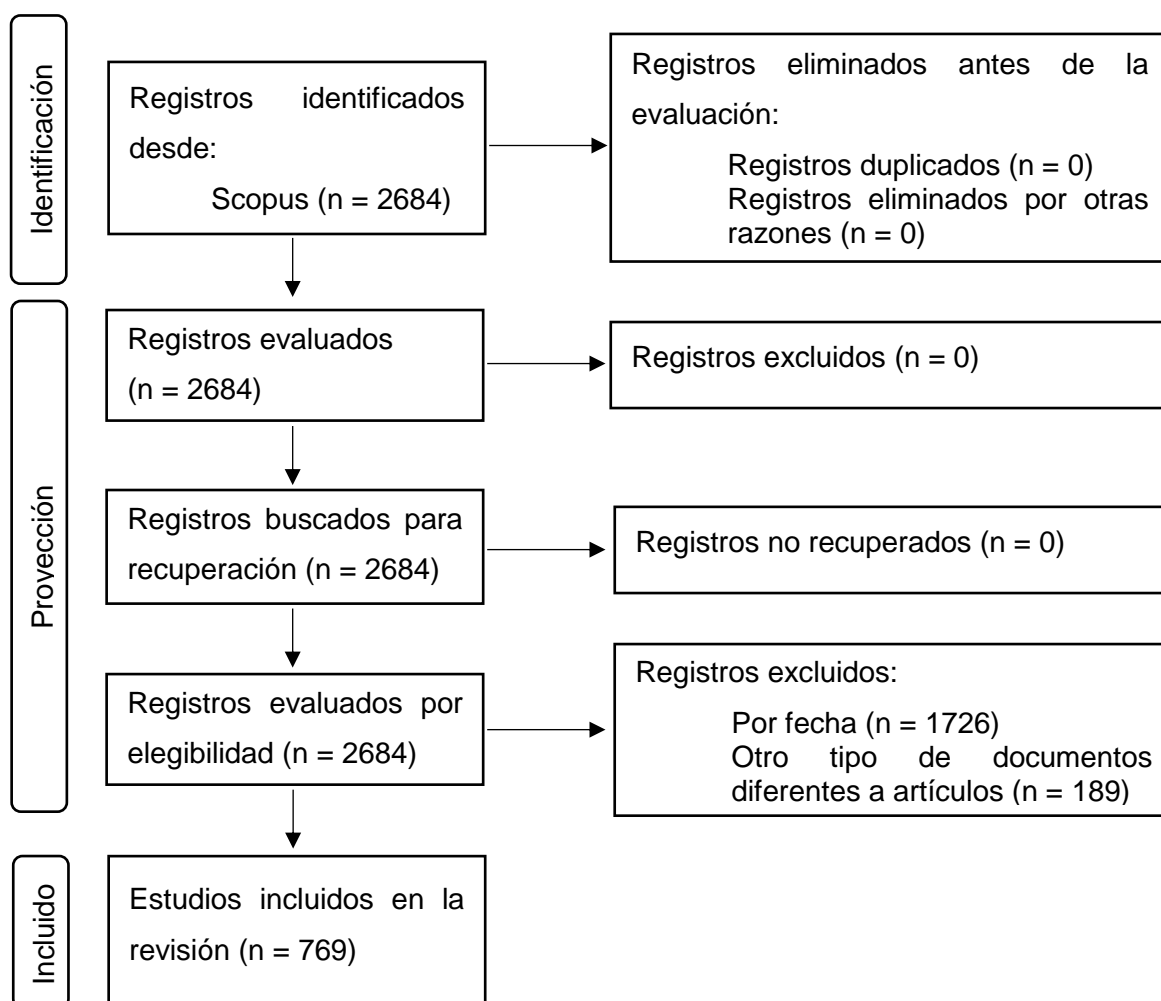 Identificación
Registros identificados
desde:
Scopus (n = 2684)
Registros eliminados antes de la
evaluación:
Registros duplicados (n = 0)
Registros eliminados por otras
razones (n = 0)
Proyección
Registros evaluados
(n = 2684)
Registros excluidos (n = 0)
Registros buscados para
recuperación (n = 2684)
Registros no recuperados (n = 0)
Registros evaluados por
elegibilidad (n = 2684)
Registros excluidos:
Por fecha (n = 1726)
Otro tipo de documentos
diferentes a artículos (n = 189)
Incluido
Estudios incluidos en la
revisión (n = 769)